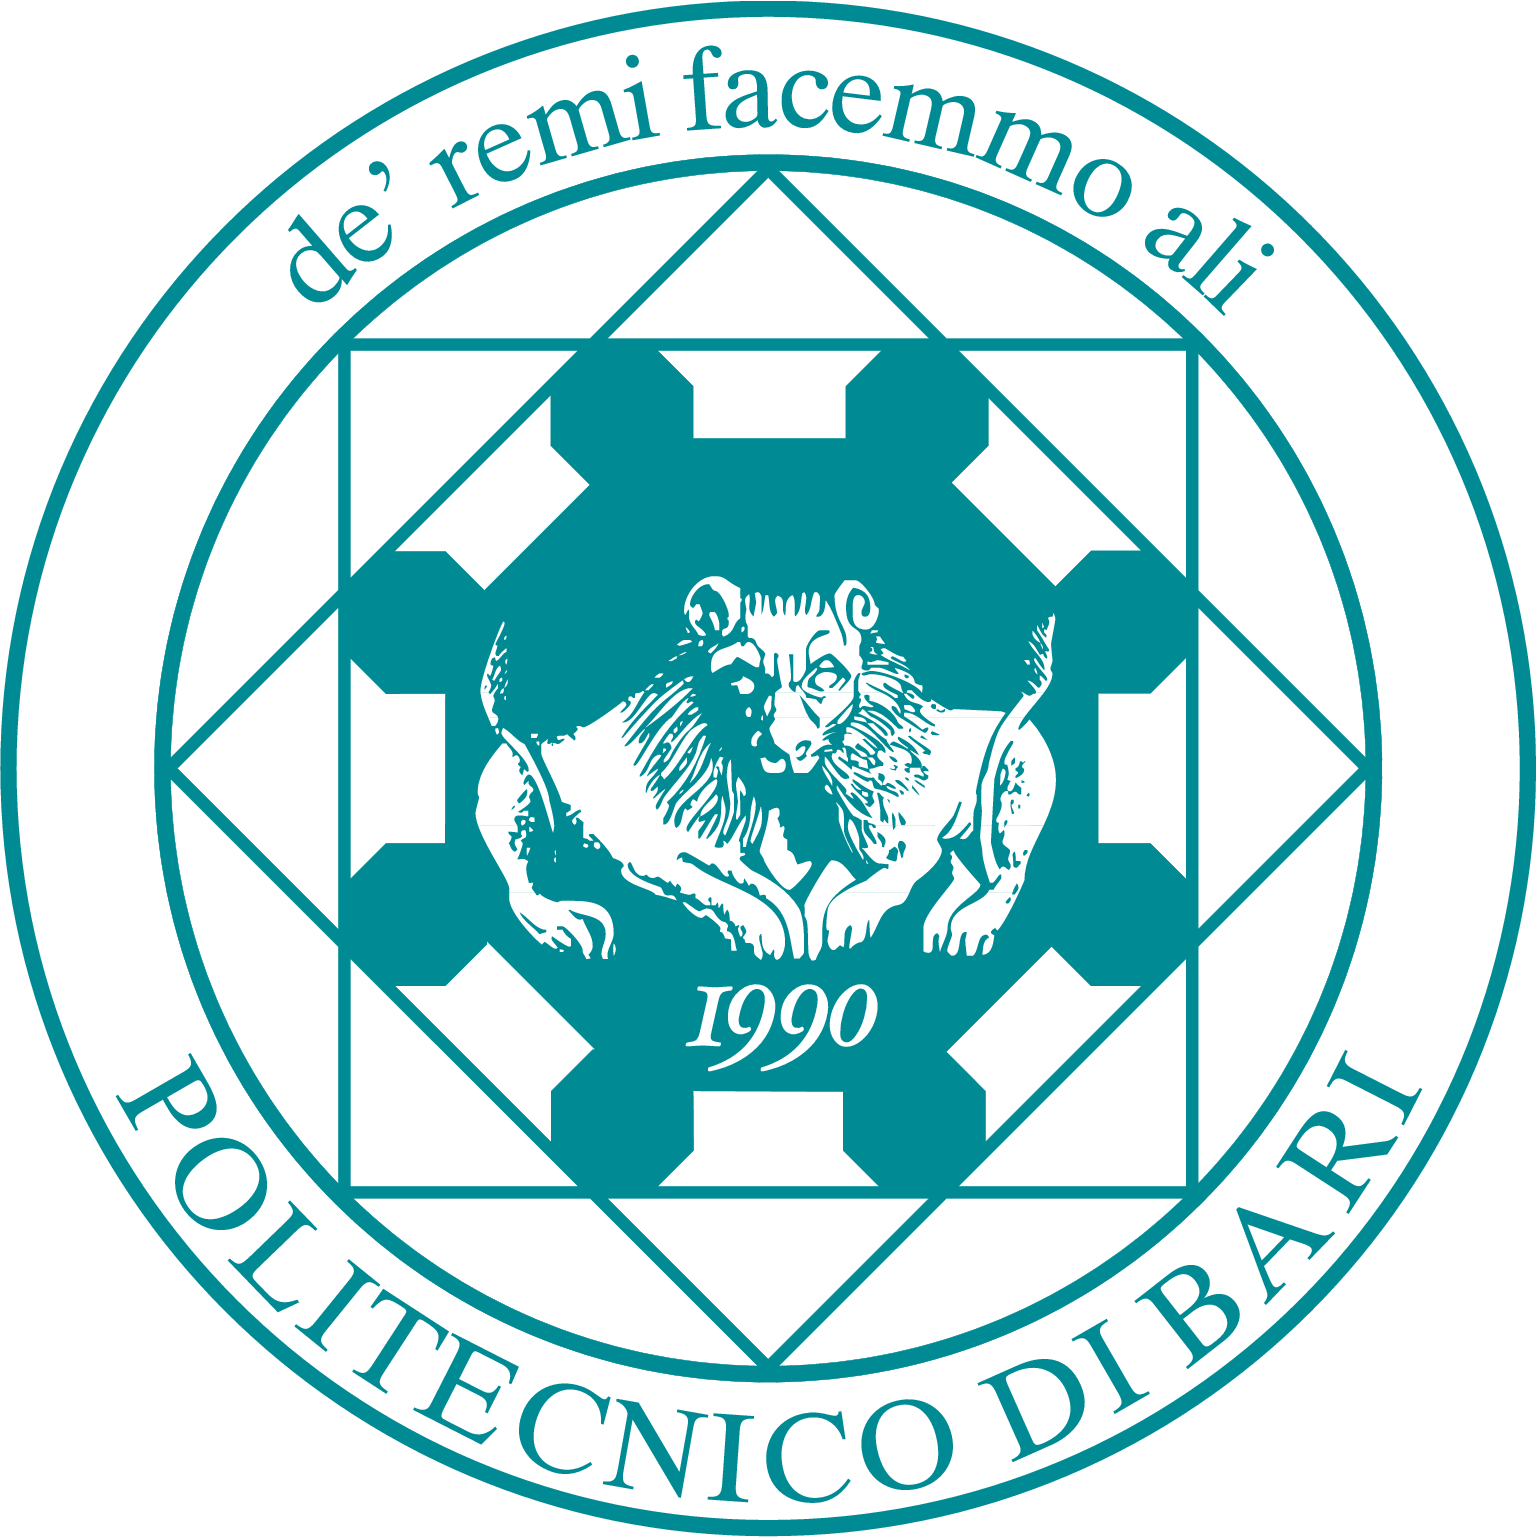 de’ remi facemmo ali
1990
POLITECNICO DI BARI